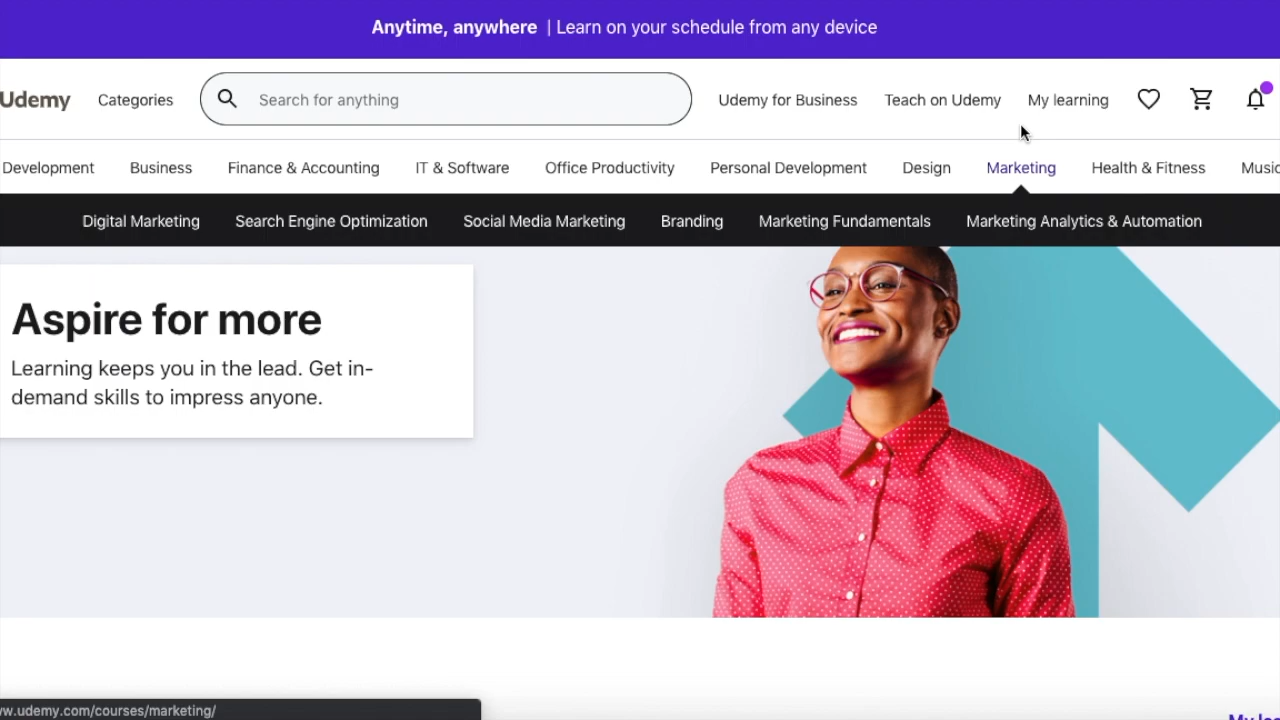 Anytime, anywhere | Learn on your schedule from any device
Udemy Categories Search for anything Udemy for Business Teach on Udemy My learning
Development Business Finance & Accounting IT & Software Office Productivity Personal Development Design Marketing Health & Fitness Music
Digital Marketing Search Engine Optimization Social Media Marketing Branding Marketing Fundamentals Marketing Analytics & Automation
Aspire for more
Learning keeps you in the lead. Get in-
demand skills to impress anyone.
w.udemy.com/courses/marketing/